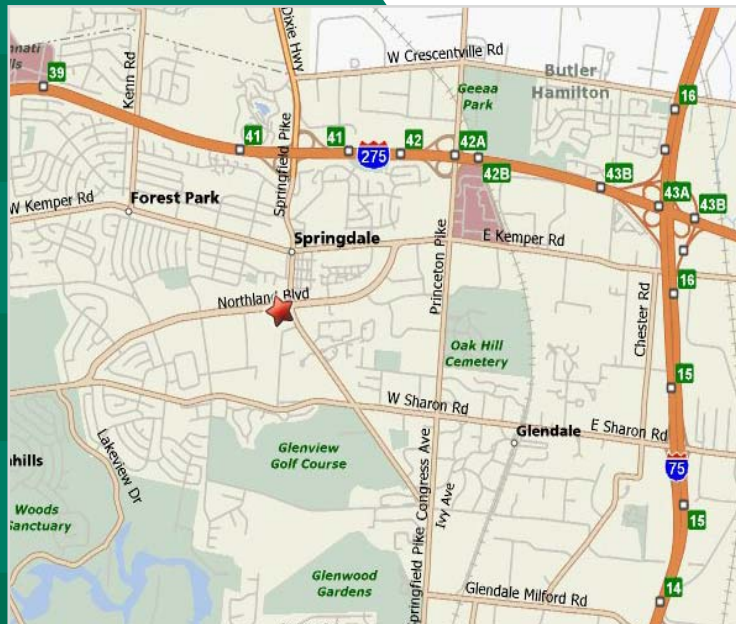 Dixie Hwy
W Crescentville Rd
Kenn Rd
39
Butler
Hamilton
Geeaa
Park
16
Springfield Pike
41
41
275
42
42A
42B
43B
43A
43B
W Kemper Rd
Forest Park
Springdale
E Kemper Rd
Princeton Pike
16
Northland Blvd
Chester Rd
Oak Hill
Cemetery
15
W Sharon Rd
Glendale
E Sharon Rd
Lakeview Dr
Glenview
Golf Course
75
hills
Woods
Sanctuary
Congress Ave
Ivy Ave
15
Springfield Pike
Glenwood
Gardens
Glendale Milford Rd
14